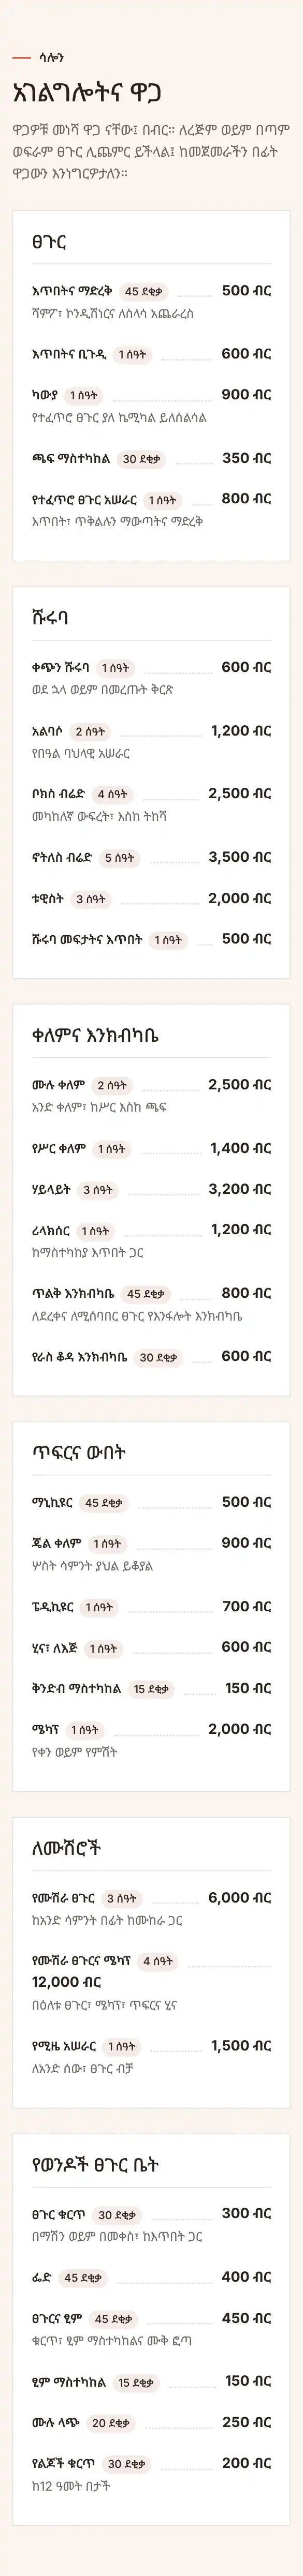 ሳሎን
አገልግሎትና ዋጋ
ዋጋዎቹ መነሻ ዋጋ ናቸው፤ በብር። ለረጅም ወይም በጣም
ወፍራም ፀጉር ሊጨምር ይችላል፤ ከመጀመራችን በፊት
ዋጋውን እንነግርዎታለን።
ፀጉር
እጥበትና ማድረቅ 45 ደቂቃ 500 ብር
ሻምፖ፣ ኮንዲሽነርና ለስላሳ አጨራረስ
እጥበትና ቢጉዲ 1 ሰዓት 600 ብር
ካውያ 1 ሰዓት 900 ብር
የተፈጥሮ ፀጉር ያለ ኬሚካል ይለሰልሳል
ጫፍ ማስተካከል 30 ደቂቃ 350 ብር
የተፈጥሮ ፀጉር አሠራር 1 ሰዓት 800 ብር
እጥበት፣ ጥቅልሉን ማውጣትና ማድረቅ
ሹሩባ
ቀጭን ሹሩባ 1 ሰዓት 600 ብር
ወደ ኋላ ወይም በመረጡት ቅርጽ
አልባሶ 2 ሰዓት 1,200 ብር
የበዓል ባህላዊ አሠራር
ቦክስ ብሬድ 4 ሰዓት 2,500 ብር
መካከለኛ ውፍረት፣ እስከ ትከሻ
ኖትለስ ብሬድ 5 ሰዓት 3,500 ብር
ቱዊስት 3 ሰዓት 2,000 ብር
ሹሩባ መፍታትና እጥበት 1 ሰዓት 500 ብር
ቀለምና እንክብካቤ
ሙሉ ቀለም 2 ሰዓት 2,500 ብር
አንድ ቀለም፣ ከሥር እስከ ጫፍ
የሥር ቀለም 1 ሰዓት 1,400 ብር
ሃይላይት 3 ሰዓት 3,200 ብር
ሪላክሰር 1 ሰዓት 1,200 ብር
ከማስተካከያ እጥበት ጋር
ጥልቅ እንክብካቤ 45 ደቂቃ 800 ብር
ለደረቀና ለሚሰባበር ፀጉር የእንፋሎት እንክብካቤ
የራስ ቆዳ እንክብካቤ 30 ደቂቃ 600 ብር
ጥፍርና ውበት
ማኒኪዩር 45 ደቂቃ 500 ብር
ጄል ቀለም 1 ሰዓት 900 ብር
ሦስት ሳምንት ያህል ይቆያል
ፔዲኪዩር 1 ሰዓት 700 ብር
ሂና፣ ለእጅ 1 ሰዓት 600 ብር
ቅንድብ ማስተካከል 15 ደቂቃ 150 ብር
ሜካፕ 1 ሰዓት 2,000 ብር
የቀን ወይም የምሽት
ለሙሽሮች
የሙሽራ ፀጉር 3 ሰዓት 6,000 ብር
ከአንድ ሳምንት በፊት ከሙከራ ጋር
የሙሽራ ፀጉርና ሜካፕ 4 ሰዓት
12,000 ብር
በዕለቱ ፀጉር፣ ሜካፕ፣ ጥፍርና ሂና
የሚዜ አሠራር 1 ሰዓት 1,500 ብር
ለአንድ ሰው፣ ፀጉር ብቻ
የወንዶች ፀጉር ቤት
ፀጉር ቁርጥ 30 ደቂቃ 300 ብር
በማሽን ወይም በመቀስ፣ ከእጥበት ጋር
ፌድ 45 ደቂቃ 400 ብር
ፀጉርና ፂም 45 ደቂቃ 450 ብር
ቁርጥ፣ ፂም ማስተካከልና ሙቅ ፎጣ
ፂም ማስተካከል 15 ደቂቃ 150 ብር
ሙሉ ላጭ 20 ደቂቃ 250 ብር
የልጆች ቁርጥ 30 ደቂቃ 200 ብር
ከ12 ዓመት በታች